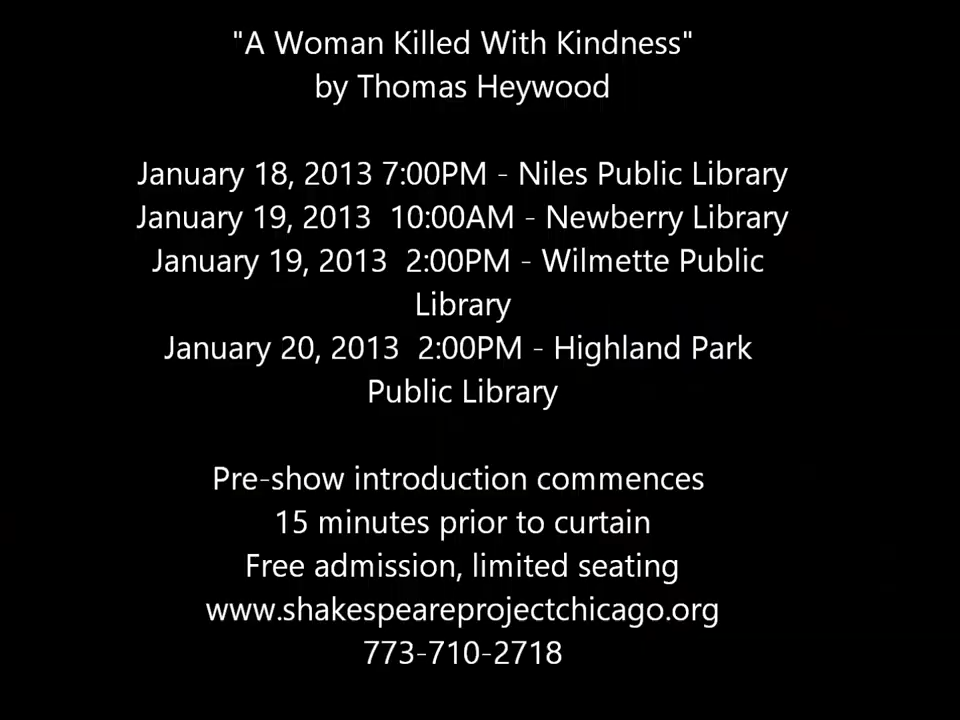 "A Woman Killed With Kindness"
by Thomas Heywood
January 18, 2013 7:00PM - Niles Public Library
January 19, 2013  10:00AM - Newberry Library
January 19, 2013  2:00PM - Wilmette Public
Library
January 20, 2013  2:00PM - Highland Park
Public Library
Pre-show introduction commences
15 minutes prior to curtain
Free admission, limited seating
www.shakespeareprojectchicago.org
773-710-2718